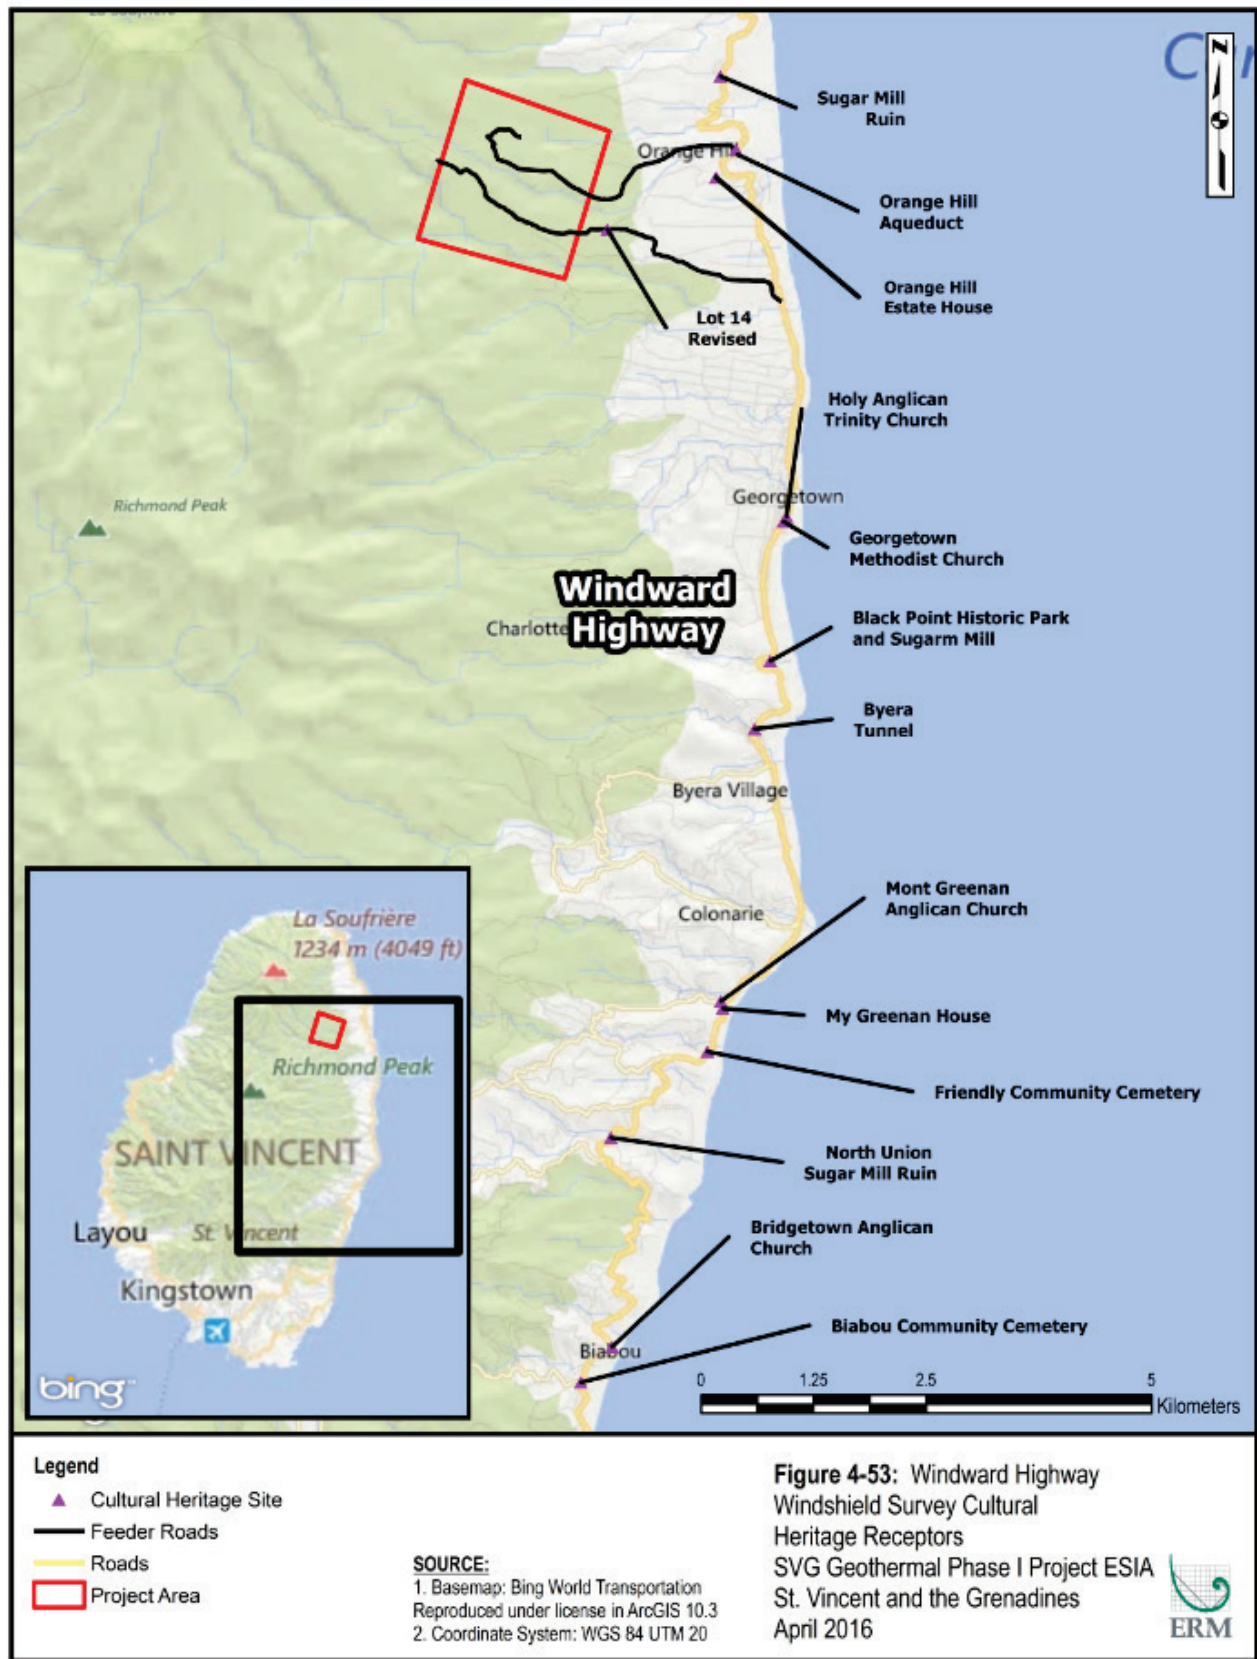 La Soufrière
Car
N
Sugar Mill
Ruin
Orange Hill
Orange Hill
Aqueduct
Orange Hill
Estate House
Lot 14
Revised
Holy Anglican
Trinity Church
Richmond Peak
Georgetown
Georgetown
Methodist Church
Windward
Highway
Charlotte
Black Point Historic Park
and Sugarm Mill
Byera
Tunnel
Byera Village
Mont Greenan
Anglican Church
Colonarie
My Greenan House
Friendly Community Cemetery
North Union
Sugar Mill Ruin
Bridgetown Anglican
Church
Biabou
Biabou Community Cemetery
La Soufrière
1234 m (4049 ft)
Richmond Peak
SAINT VINCENT
Layou
St. Vincent
Kingstown
bing
0 1.25 2.5 5
Kilometers
Legend
Cultural Heritage Site
Feeder Roads
Roads
Project Area
SOURCE:
1. Basemap: Bing World Transportation
Reproduced under license in ArcGIS 10.3
2. Coordinate System: WGS 84 UTM 20
Figure 4-53: Windward Highway
Windshield Survey Cultural
Heritage Receptors
SVG Geothermal Phase I Project ESIA
St. Vincent and the Grenadines
April 2016
ERM